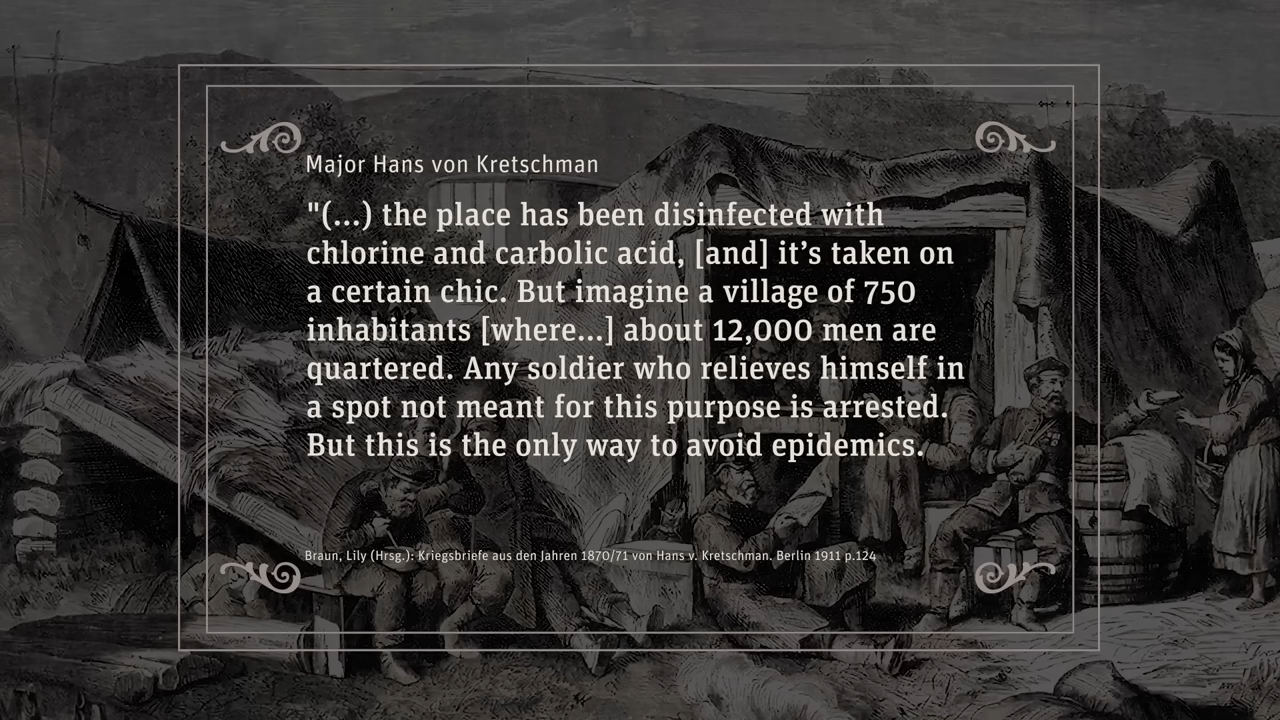 Major Hans von Kretschman
"(...) the place has been disinfected with
chlorine and carbolic acid, [and] it’s taken on
a certain chic. But imagine a village of 750
inhabitants [where...] about 12,000 men are
quartered. Any soldier who relieves himself in
a spot not meant for this purpose is arrested.
But this is the only way to avoid epidemics.
Braun, Lily (Hrsg.): Kriegsbriefe aus den Jahren 1870/71 von Hans v. Kretschman. Berlin 1911 p.124